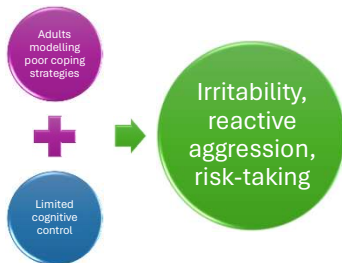 Adults
modelling
poor coping
strategies
Limited
cognitive
control
Irritability,
reactive
aggression,
risk-taking